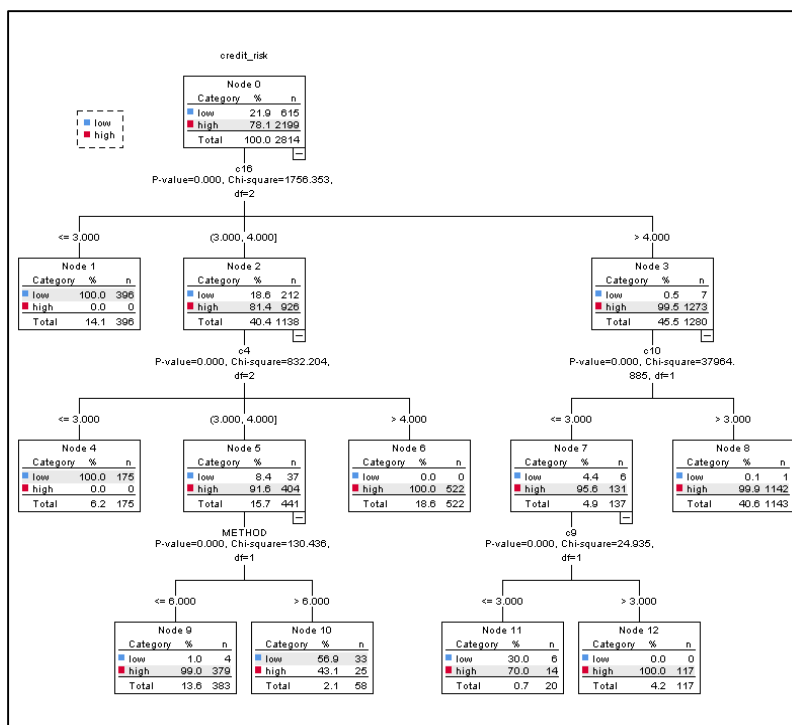 credit_risk
Node 0
Category % n
low 21.9 615
high 78.1 2199
Total 100.0 2814
low
high
c16
P-value=0.000, Chi-square=1756.353,
df=2
<= 3.000
(3.000, 4.000]
> 4.000
Node 1
Category % n
low 100.0 396
high 0.0 0
Total 14.1 396
Node 2
Category % n
low 18.6 212
high 81.4 926
Total 40.4 1138
Node 3
Category % n
low 0.5 7
high 99.5 1273
Total 45.5 1280
c4
P-value=0.000, Chi-square=832.204,
df=2
c10
P-value=0.000, Chi-square=37964.
885, df=1
<= 3.000
(3.000, 4.000]
> 4.000
<= 3.000
> 3.000
Node 4
Category % n
low 100.0 175
high 0.0 0
Total 6.2 175
Node 5
Category % n
low 8.4 37
high 91.6 404
Total 15.7 441
Node 6
Category % n
low 0.0 0
high 100.0 522
Total 18.6 522
Node 7
Category % n
low 4.4 6
high 95.6 131
Total 4.9 137
Node 8
Category % n
low 0.1 1
high 99.9 1142
Total 40.6 1143
METHOD
P-value=0.000, Chi-square=130.436,
df=1
c9
P-value=0.000, Chi-square=24.935,
df=1
<= 6.000
> 6.000
<= 3.000
> 3.000
Node 9
Category % n
low 1.0 4
high 99.0 379
Total 13.6 383
Node 10
Category % n
low 56.9 33
high 43.1 25
Total 2.1 58
Node 11
Category % n
low 30.0 6
high 70.0 14
Total 0.7 20
Node 12
Category % n
low 0.0 0
high 100.0 117
Total 4.2 117